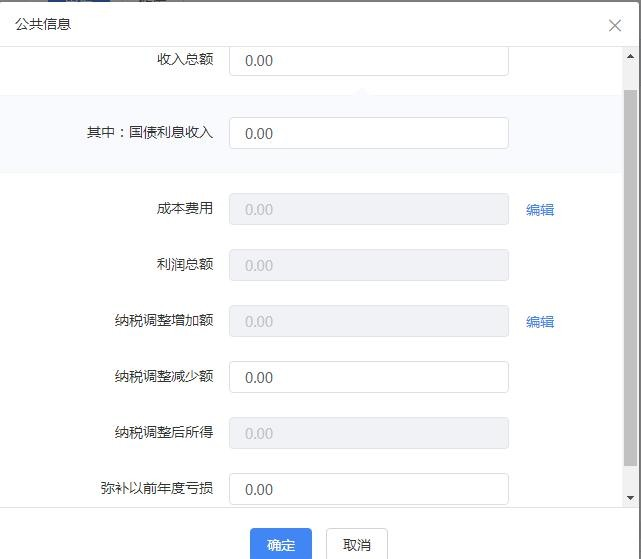 公共信息
收入总额 0.00
其中：国债利息收入 0.00
成本费用 0.00 编辑
利润总额 0.00
纳税调整增加额 0.00 编辑
纳税调整减少额 0.00
纳税调整后所得 0.00
弥补以前年度亏损 0.00
确定 取消